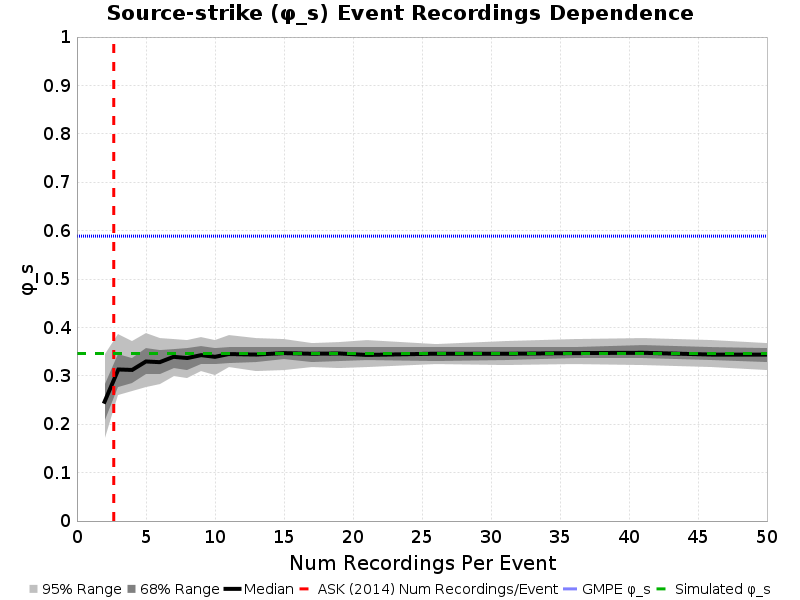 Source-strike (φ_s) Event Recordings Dependence
1
0.9
0.8
0.7
0.6
0.5
0.4
0.3
0.2
0.1
0
φ_s
0 5 10 15 20 25 30 35 40 45 50
Num Recordings Per Event
95% Range 68% Range Median ASK (2014) Num Recordings/Event GMPE φ_s Simulated φ_s